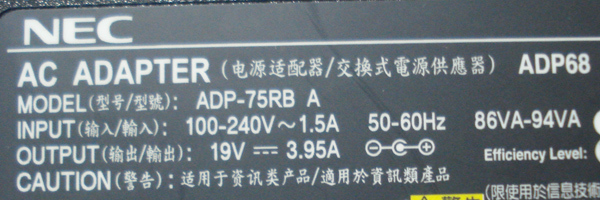 NEC
AC ADAPTER (电源适配器/交換式電源供應器) ADP68
MODEL(型号/型號): ADP-75RB A
INPUT(输入/輸入): 100-240V~1.5A 50-60Hz 86VA-94VA
OUTPUT(输出/輸出): 19V 3.95A
Efficiency Level:
CAUTION(警告): 适用于资讯类产品/適用於資訊類產品
警告 (限使用於信息技術